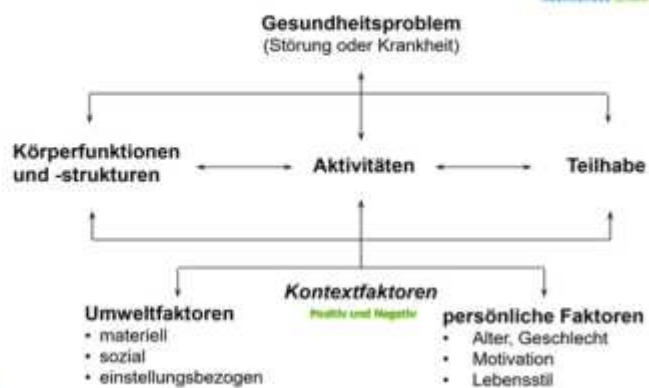 Gesundheitsproblem
(Störung oder Krankheit)
Körperfunktionen
und -strukturen
Aktivitäten
Teilhabe
Kontextfaktoren
Positiv und Negativ
Umweltfaktoren
• materiell
• sozial
• einstellungsbezogen
persönliche Faktoren
• Alter, Geschlecht
• Motivation
• Lebensstil